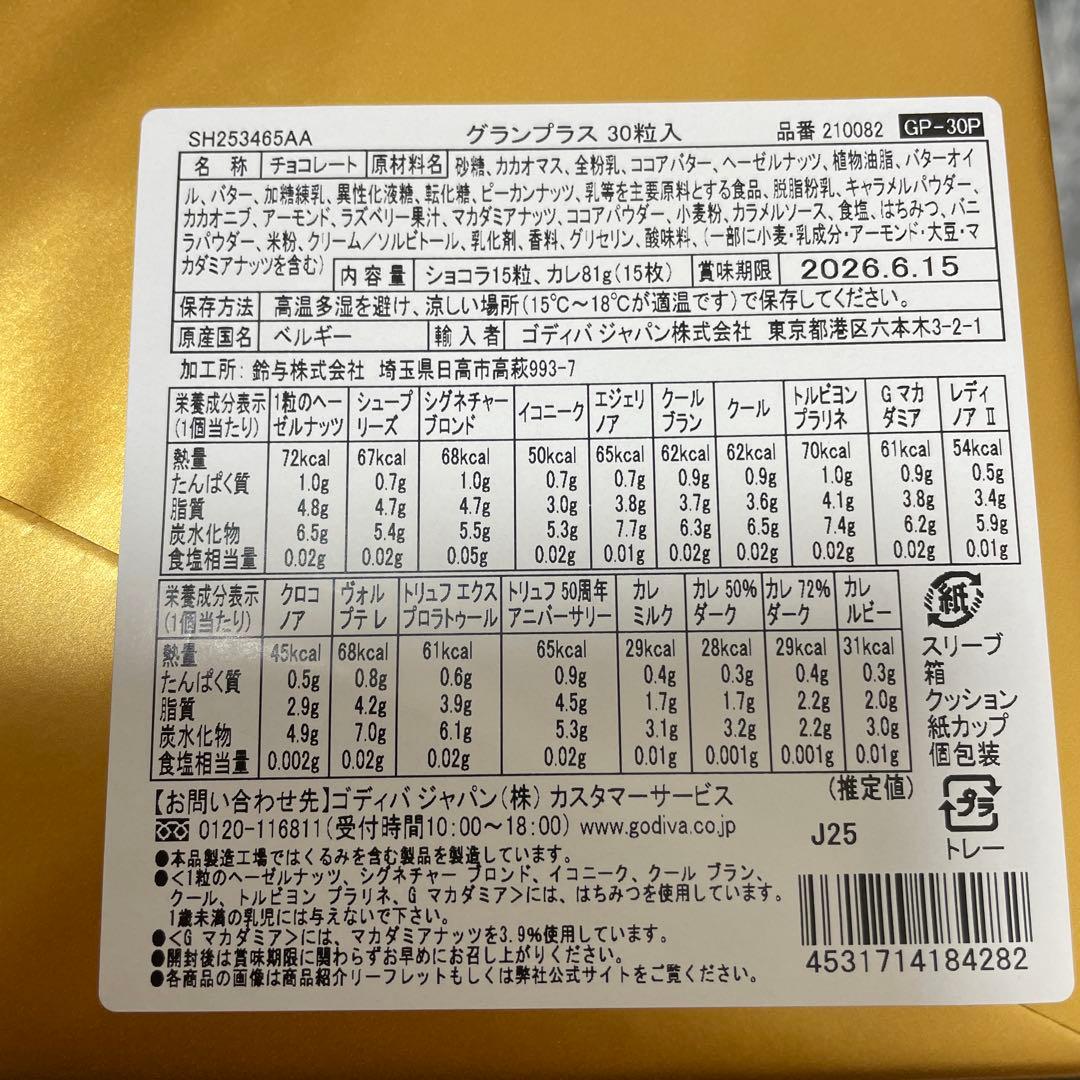 SH253465AA グランプラス 30粒入 品番 210082 GP-30P
名 称 チョコレート 原材料名 砂糖、カカオマス、全粉乳、ココアバター、ヘーゼルナッツ、植物油脂、バターオイ
ル、バター、加糖練乳、異性化液糖、転化糖、ピーカンナッツ、乳等を主要原料とする食品、脱脂粉乳、キャラメルパウダー、
カカオニブ、アーモンド、ラズベリー果汁、マカダミアナッツ、ココアパウダー、小麦粉、カラメルソース、食塩、はちみつ、バニ
ラパウダー、米粉、クリーム/ソルビトール、乳化剤、香料、グリセリン、酸味料、(一部に小麦・乳成分・アーモンド・大豆・マ
カダミアナッツを含む) 内容量 ショコラ15粒、カレ81g(15枚) 賞味期限 2026.6.15
保存方法 高温多湿を避け、涼しい場所(15℃~18℃が適温です)で保存してください。
原産国名 ベルギー 輸入者 ゴディバ ジャパン株式会社 東京都港区六本木3-2-1
加工所: 鈴与株式会社 埼玉県日高市高萩993-7
栄養成分表示 1粒のヘー シュープ シグネチャー イコニーク エジェリ クール クール トルビヨン G マカ レディ
(1個当たり) ゼルナッツ リーズ ブロンド ノア ブラン プラリネ ダミア ノア Ⅱ
熱量 72kcal 67kcal 68kcal 50kcal 65kcal 62kcal 62kcal 70kcal 61kcal 54kcal
たんぱく質 1.0g 0.7g 1.0g 0.7g 0.7g 0.9g 0.9g 1.0g 0.9g 0.5g
脂質 4.8g 4.7g 4.7g 3.0g 3.8g 3.7g 3.6g 4.1g 3.8g 3.4g
炭水化物 6.5g 5.4g 5.5g 5.3g 7.7g 6.3g 6.5g 7.4g 6.2g 5.9g
食塩相当量 0.02g 0.02g 0.05g 0.02g 0.01g 0.02g 0.02g 0.02g 0.02g 0.01g
栄養成分表示 クロコ ヴォル トリュフ エクス トリュフ 50周年 カレ カレ 50% カレ 72% カレ
(1個当たり) ノア プテ レ プロラトゥール アニバーサリー ミルク ダーク ダーク ルビー
熱量 45kcal 68kcal 61kcal 65kcal 29kcal 28kcal 29kcal 31kcal
たんぱく質 0.5g 0.8g 0.6g 0.9g 0.4g 0.3g 0.4g 0.3g
脂質 2.9g 4.2g 3.9g 4.5g 1.7g 1.7g 2.2g 2.0g
炭水化物 4.9g 7.0g 6.1g 5.3g 3.1g 3.2g 2.2g 3.0g
食塩相当量 0.002g 0.02g 0.02g 0.02g 0.01g 0.001g 0.001g 0.01g
(推定値)
紙
スリーブ
箱
クッション
紙カップ
個包装
プラ
トレー
【お問い合わせ先】ゴディバ ジャパン(株) カスタマーサービス
0120-116811(受付時間10:00~18:00) www.godiva.co.jp
J25
●本品製造工場ではくるみを含む製品を製造しています。
●<1粒のヘーゼルナッツ、シグネチャー ブロンド、イコニーク、クール ブラン、
クール、トルビヨン プラリネ、G マカダミア>には、はちみつを使用しています。
1歳未満の乳児には与えないで下さい。
●<G マカダミア>には、マカダミアナッツを3.9%使用しています。
●開封後は賞味期限に関わらずお早めにお召し上がりください。
●各商品の画像は商品紹介リーフレットもしくは弊社公式サイトをご覧ください。
4531714184282